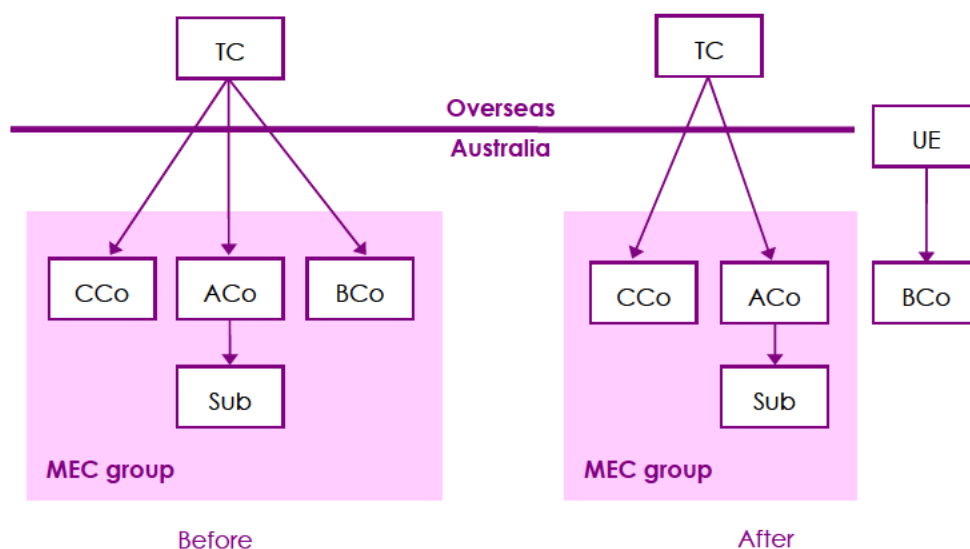 TC
TC
Overseas
Australia
UE
CCo
ACo
BCo
CCo
ACo
BCo
Sub
Sub
MEC group
MEC group
Before
After